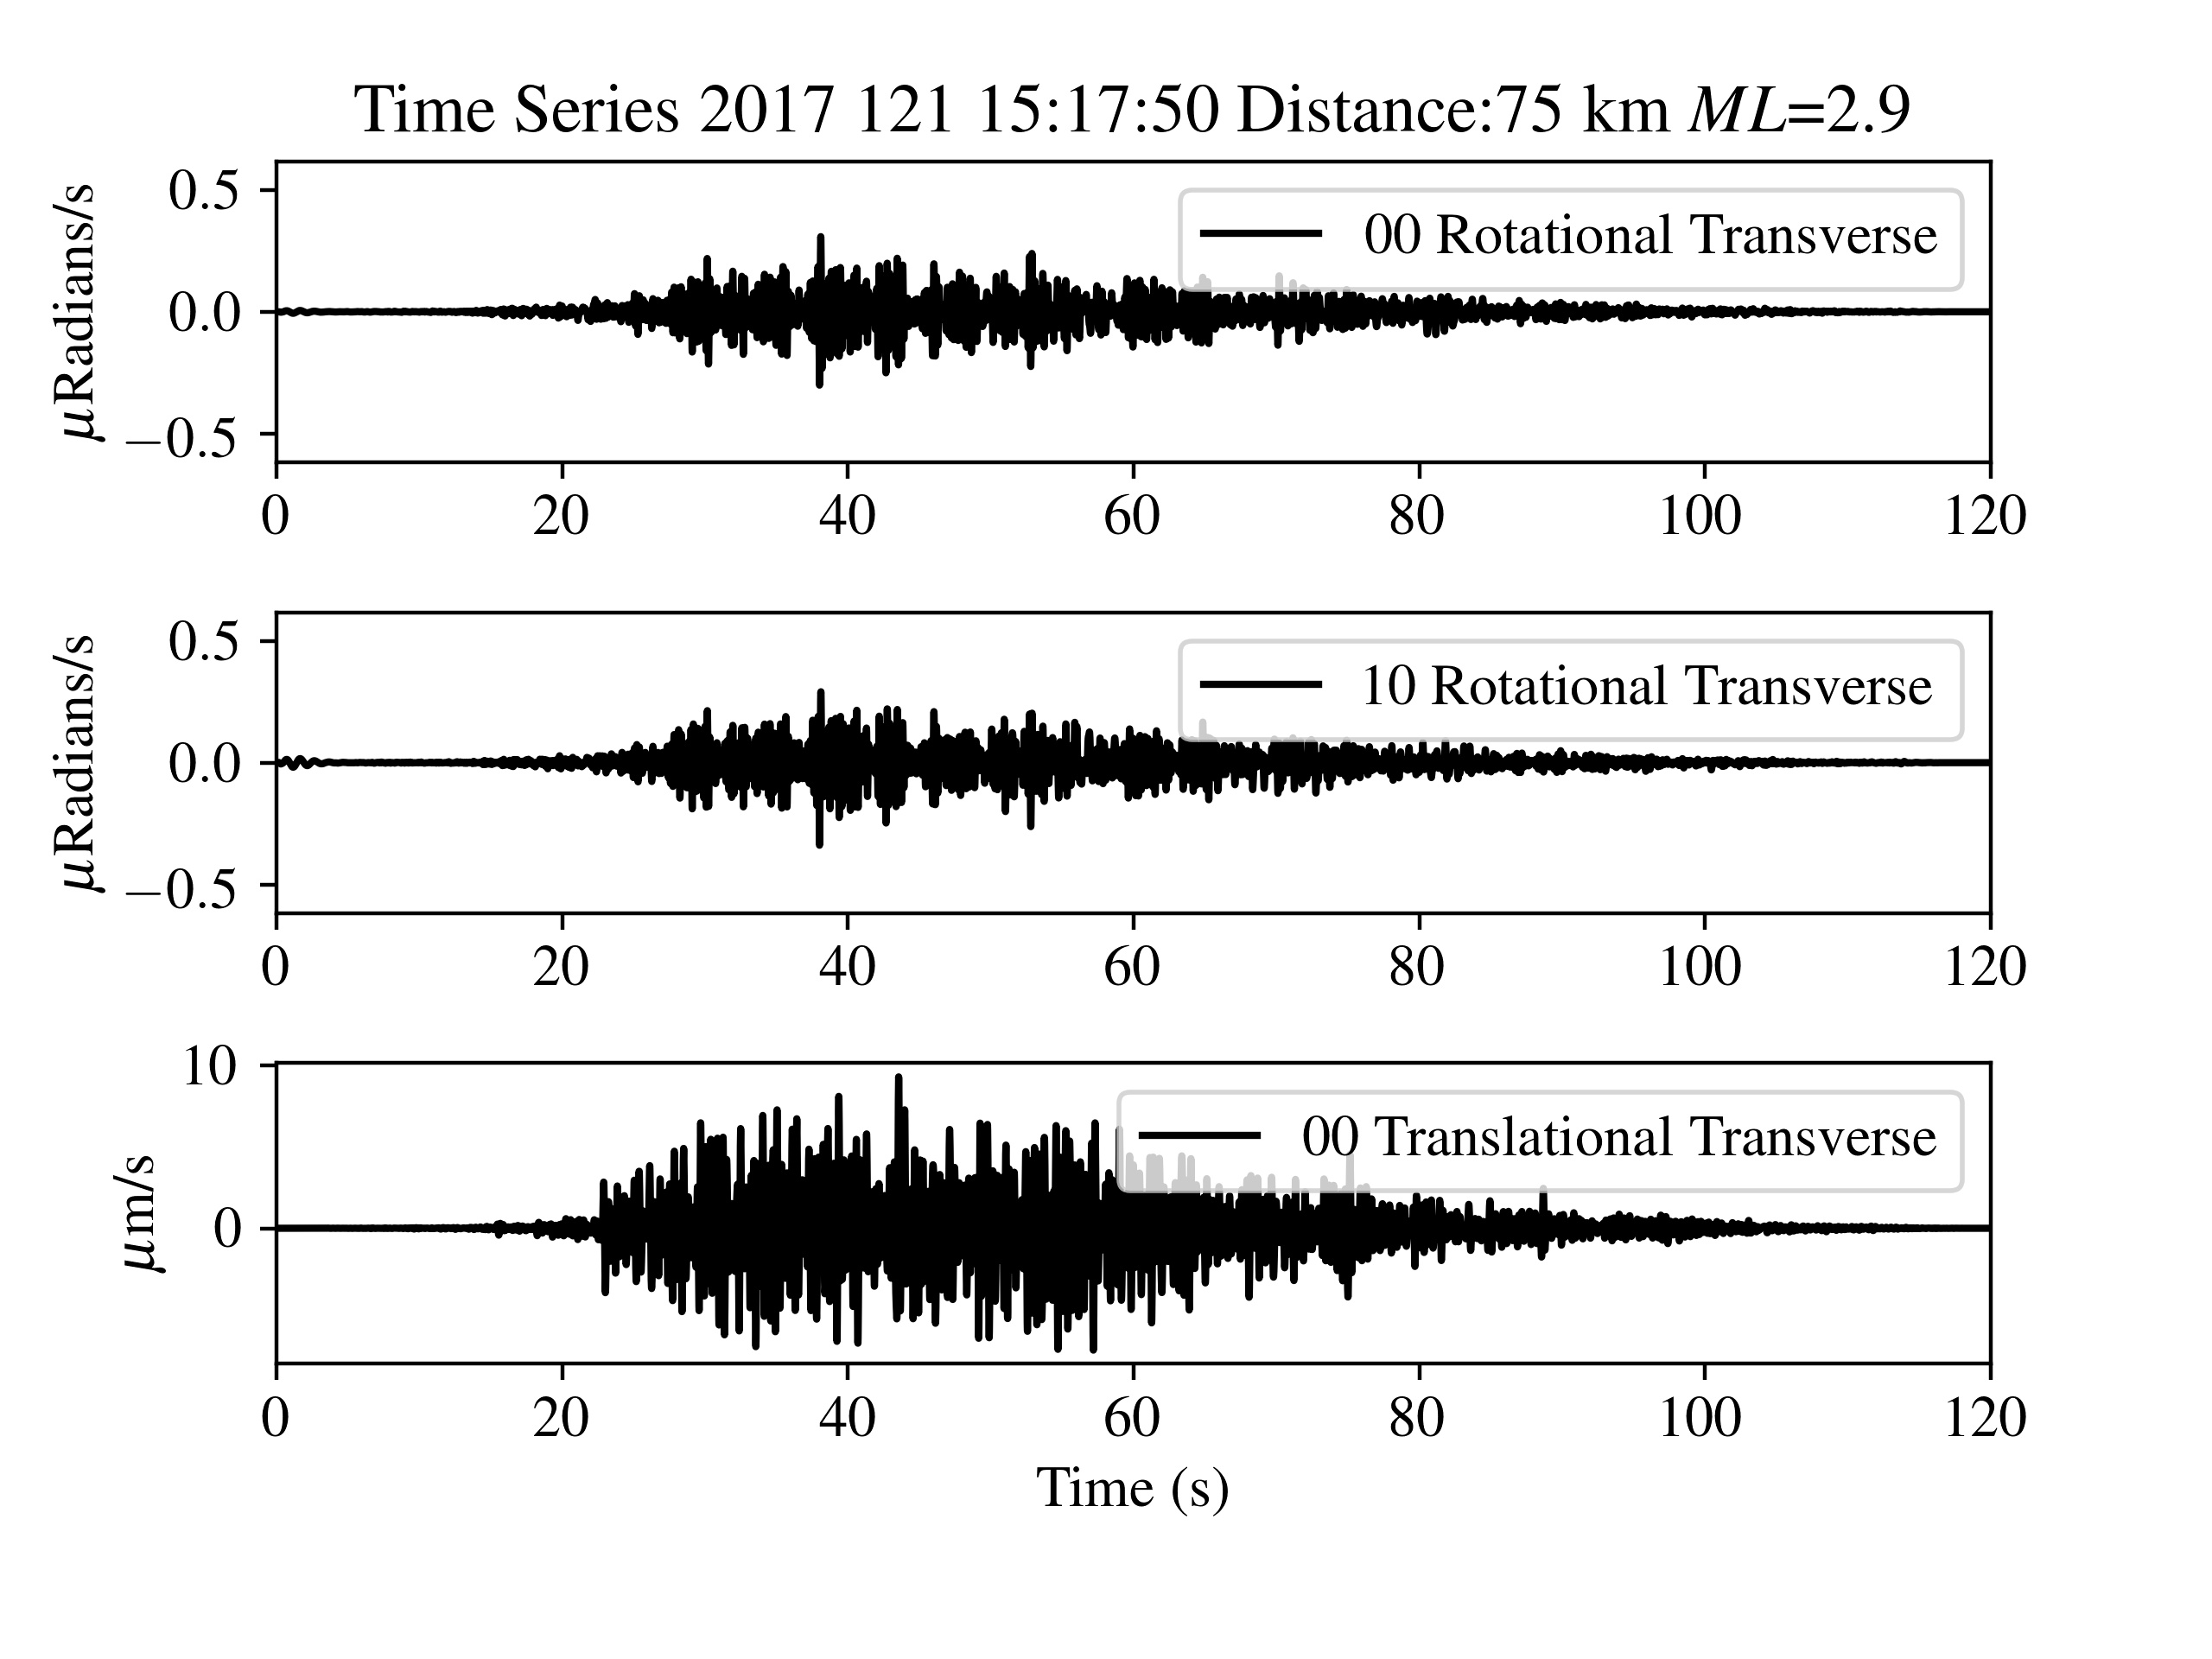 Time Series 2017 121 15:17:50 Distance:75 km ML=2.9
μRadians/s
0.5
0.0
−0.5
00 Rotational Transverse
0 20 40 60 80 100 120
μRadians/s
0.5
0.0
−0.5
10 Rotational Transverse
0 20 40 60 80 100 120
μm/s
10
0
00 Translational Transverse
0 20 40 60 80 100 120
Time (s)